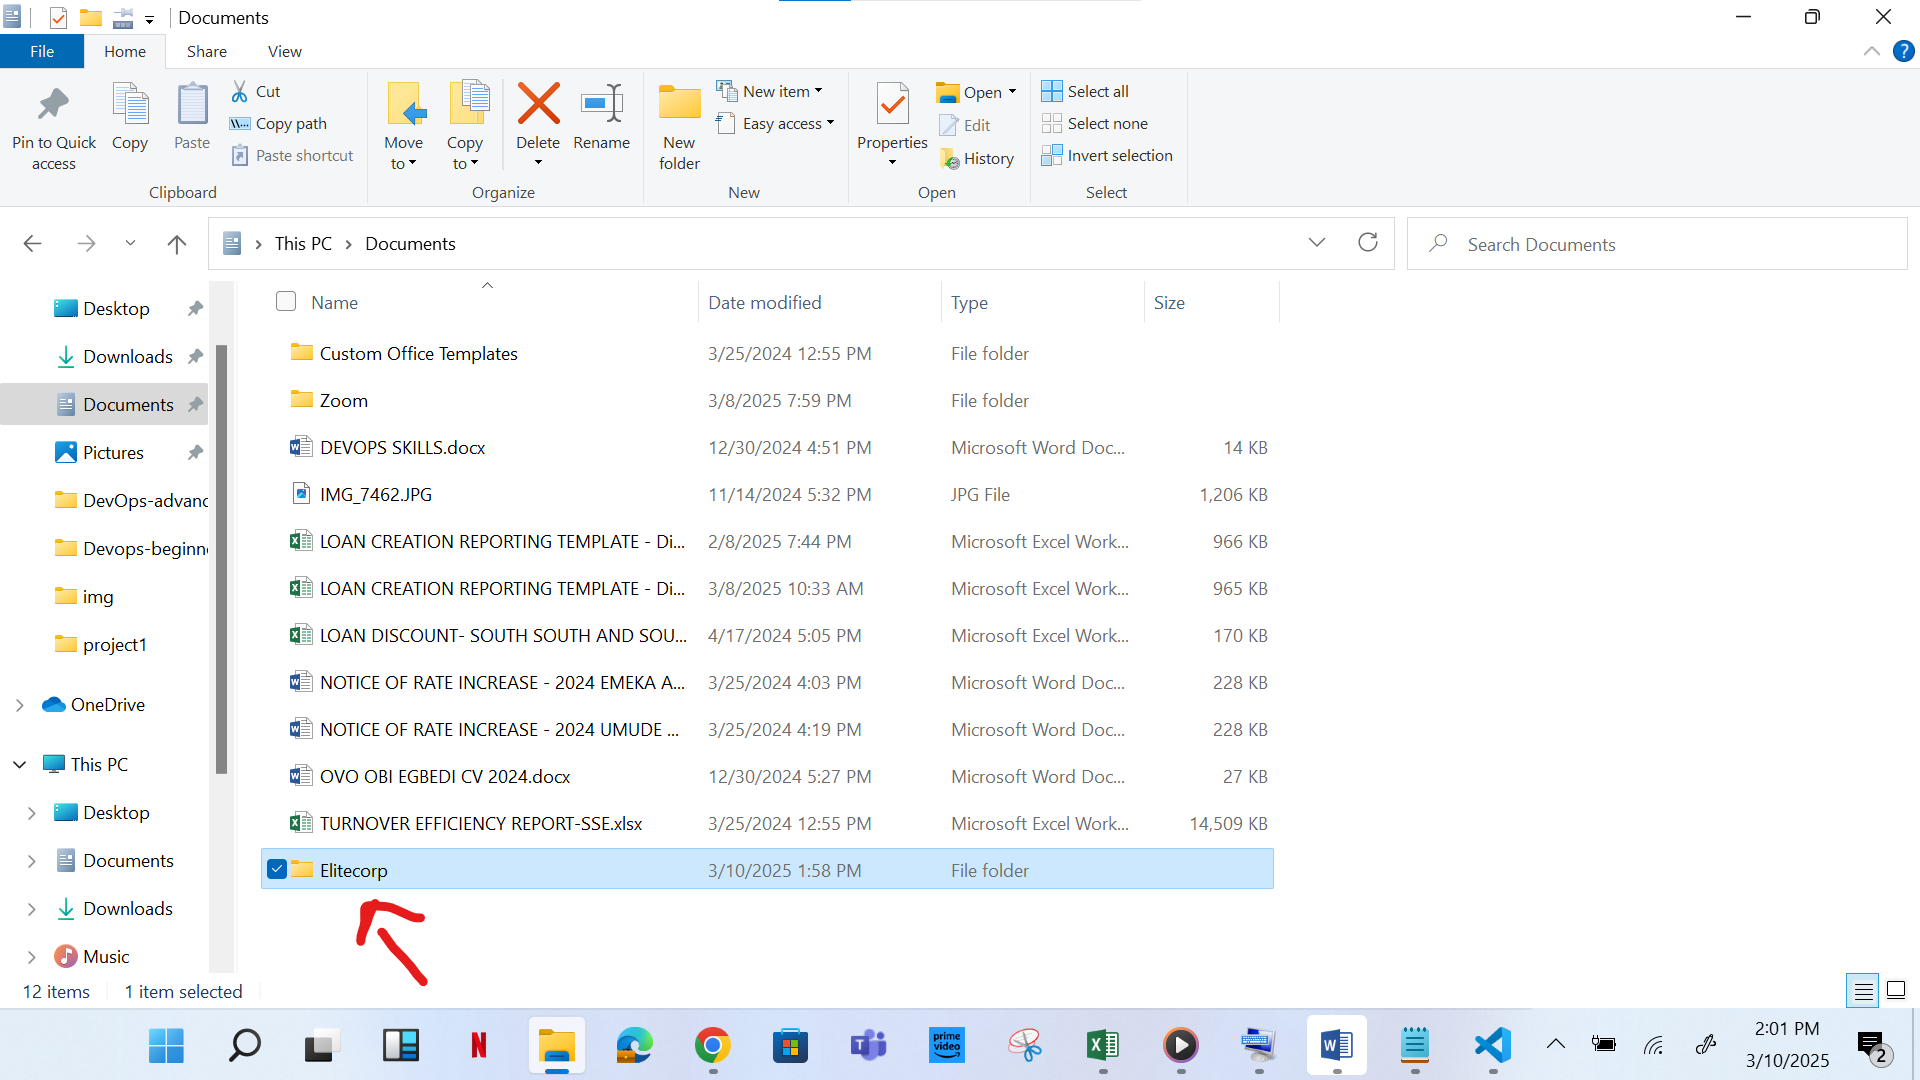 Documents
File Home Share View
Pin to Quick access
Copy
Paste
Cut
Copy path
Paste shortcut
Clipboard
Move to
Copy to
Delete
Rename
Organize
New folder
New item
Easy access
New
Properties
Open
Edit
History
Open
Select all
Select none
Invert selection
Select
This PC > Documents
Search Documents
Desktop
Downloads
Documents
Pictures
DevOps-advanc
Devops-beginne
img
project1
OneDrive
This PC
Desktop
Documents
Downloads
Music
Name Date modified Type Size
Custom Office Templates 3/25/2024 12:55 PM File folder
Zoom 3/8/2025 7:59 PM File folder
DEVOPS SKILLS.docx 12/30/2024 4:51 PM Microsoft Word Doc... 14 KB
IMG_7462.JPG 11/14/2024 5:32 PM JPG File 1,206 KB
LOAN CREATION REPORTING TEMPLATE - Di... 2/8/2025 7:44 PM Microsoft Excel Work... 966 KB
LOAN CREATION REPORTING TEMPLATE - Di... 3/8/2025 10:33 AM Microsoft Excel Work... 965 KB
LOAN DISCOUNT- SOUTH SOUTH AND SOU... 4/17/2024 5:05 PM Microsoft Excel Work... 170 KB
NOTICE OF RATE INCREASE - 2024 EMEKA A... 3/25/2024 4:03 PM Microsoft Word Doc... 228 KB
NOTICE OF RATE INCREASE - 2024 UMUDE ... 3/25/2024 4:19 PM Microsoft Word Doc... 228 KB
OVO OBI EGBEDI CV 2024.docx 12/30/2024 5:27 PM Microsoft Word Doc... 27 KB
TURNOVER EFFICIENCY REPORT-SSE.xlsx 3/25/2024 12:55 PM Microsoft Excel Work... 14,509 KB
Elitecorp 3/10/2025 1:58 PM File folder
12 items 1 item selected
prime video
2:01 PM
3/10/2025
2